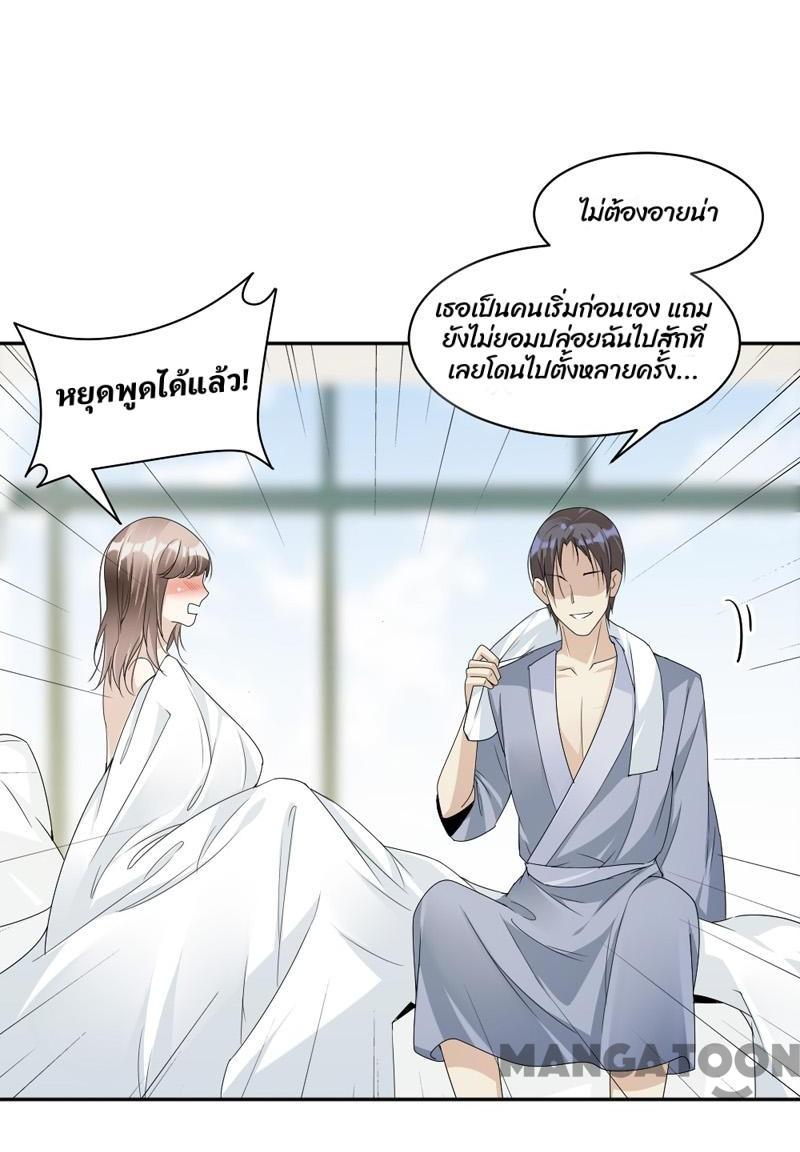 ไม่ต้องอายน่า
เธอเป็นคนเริ่มก่อนเอง แถม
ยังไม่ยอมปล่อยฉันไปสักที
เลยโดนไปตั้งหลายครั้ง...
หยุดพูดได้แล้ว!
MANGATOON